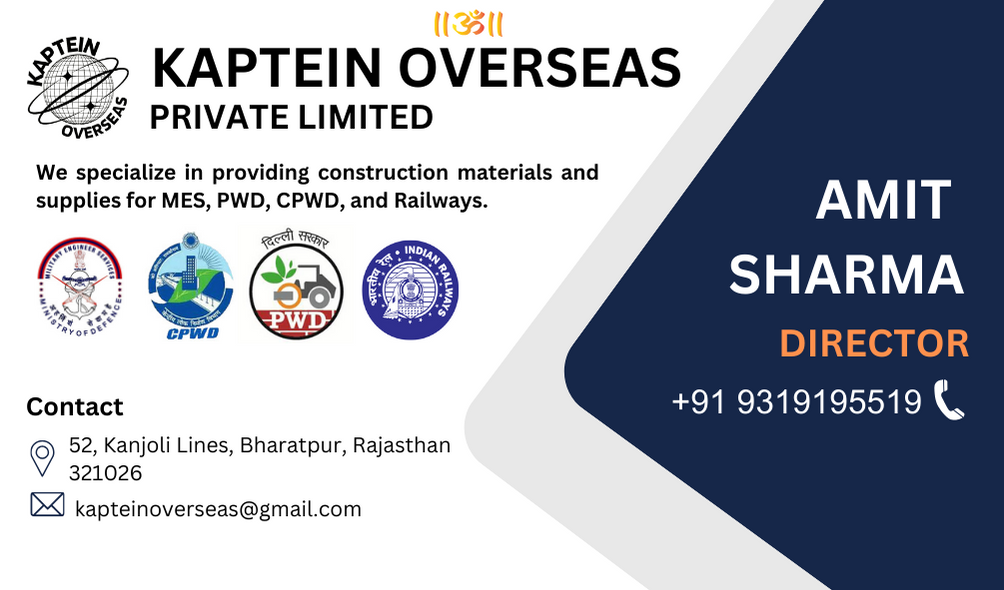 ॥ॐ॥
KAPTEIN
OVERSEAS
KAPTEIN OVERSEAS
PRIVATE LIMITED
We specialize in providing construction materials and
supplies for MES, PWD, CPWD, and Railways.
MILITARY ENGINEER SERVICES
MINISTRY OF DEFENCE
केन्द्रीय लोक निर्माण विभाग
CPWD
दिल्ली सरकार
PWD
भारतीय रेल
INDIAN RAILWAYS
Contact
52, Kanjoli Lines, Bharatpur, Rajasthan
321026
kapteinoverseas@gmail.com
AMIT
SHARMA
DIRECTOR
+91 9319195519